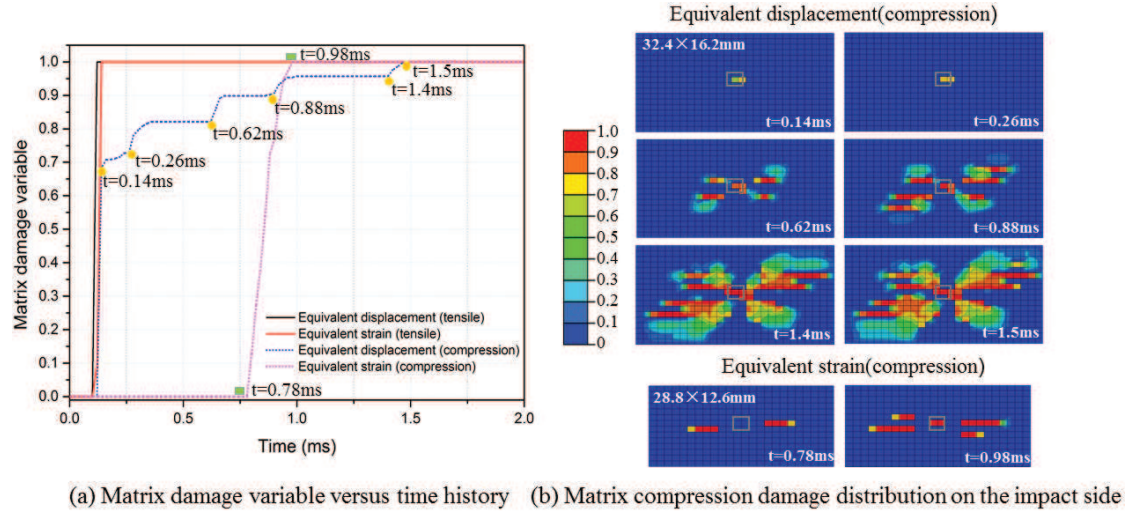 Matrix damage variable
1.0
0.9
0.8
0.7
0.6
0.5
0.4
0.3
0.2
0.1
0.0
t=0.98ms
t=1.5ms
t=1.4ms
t=0.88ms
t=0.62ms
t=0.26ms
t=0.14ms
Equivalent displacement (tensile)
Equivalent strain (tensile)
Equivalent displacement (compression)
Equivalent strain (compression)
t=0.78ms
0.0 0.5 1.0 1.5 2.0
Time (ms)
(a) Matrix damage variable versus time history
Equivalent displacement(compression)
32.4×16.2mm
t=0.14ms
t=0.26ms
1.0
0.9
0.8
0.7
0.6
0.5
0.4
0.3
0.2
0.1
0
t=0.62ms
t=0.88ms
t=1.4ms
t=1.5ms
Equivalent strain(compression)
28.8×12.6mm
t=0.78ms
t=0.98ms
(b) Matrix compression damage distribution on the impact side